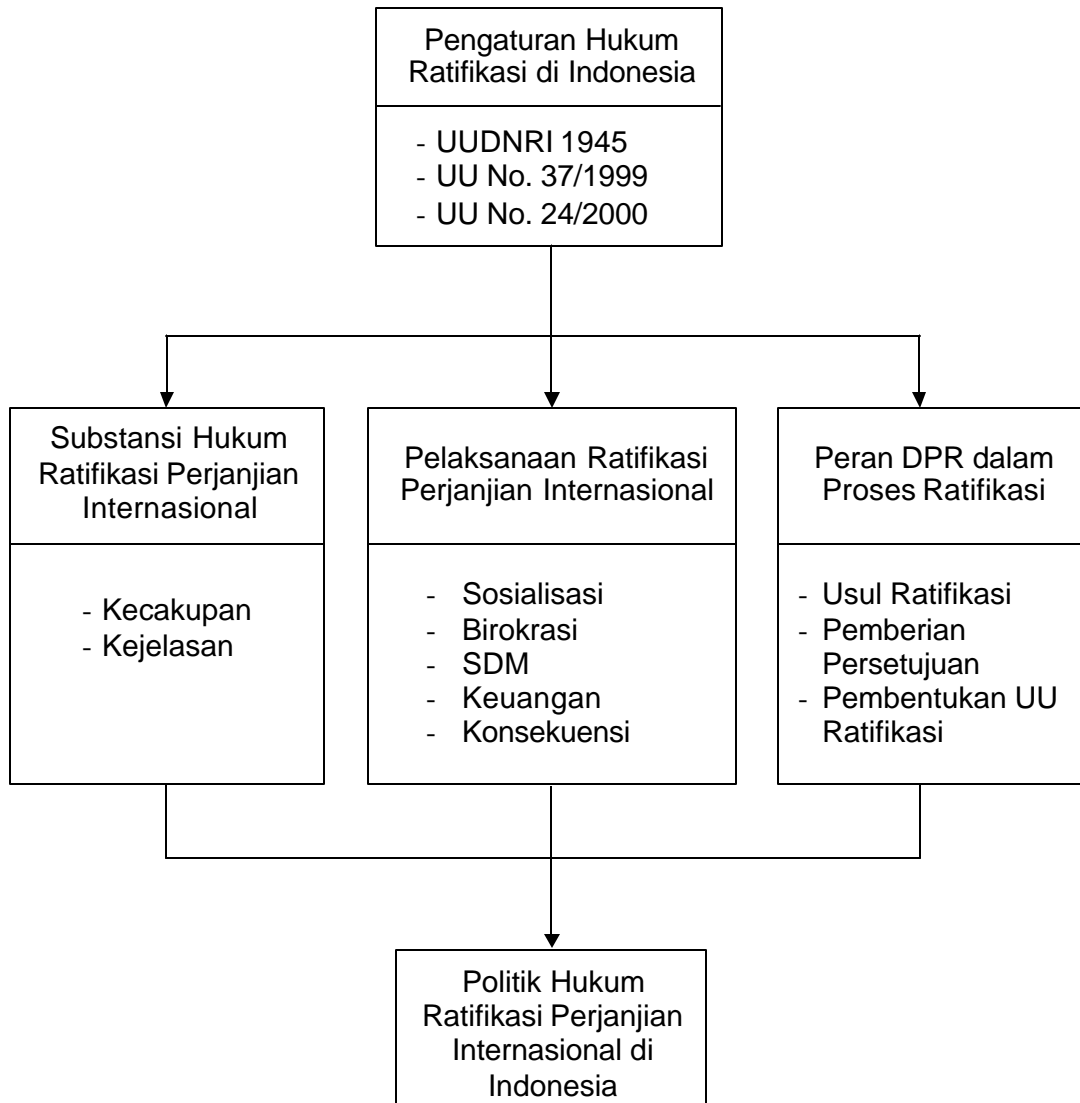 Pengaturan Hukum
Ratifikasi di Indonesia
- UUDNRI 1945
- UU No. 37/1999
- UU No. 24/2000
Substansi Hukum
Ratifikasi Perjanjian
Internasional
- Kecakupan
- Kejelasan
Pelaksanaan Ratifikasi
Perjanjian Internasional
- Sosialisasi
- Birokrasi
- SDM
- Keuangan
- Konsekuensi
Peran DPR dalam
Proses Ratifikasi
- Usul Ratifikasi
- Pemberian
Persetujuan
- Pembentukan UU
Ratifikasi
Politik Hukum
Ratifikasi Perjanjian
Internasional di
Indonesia